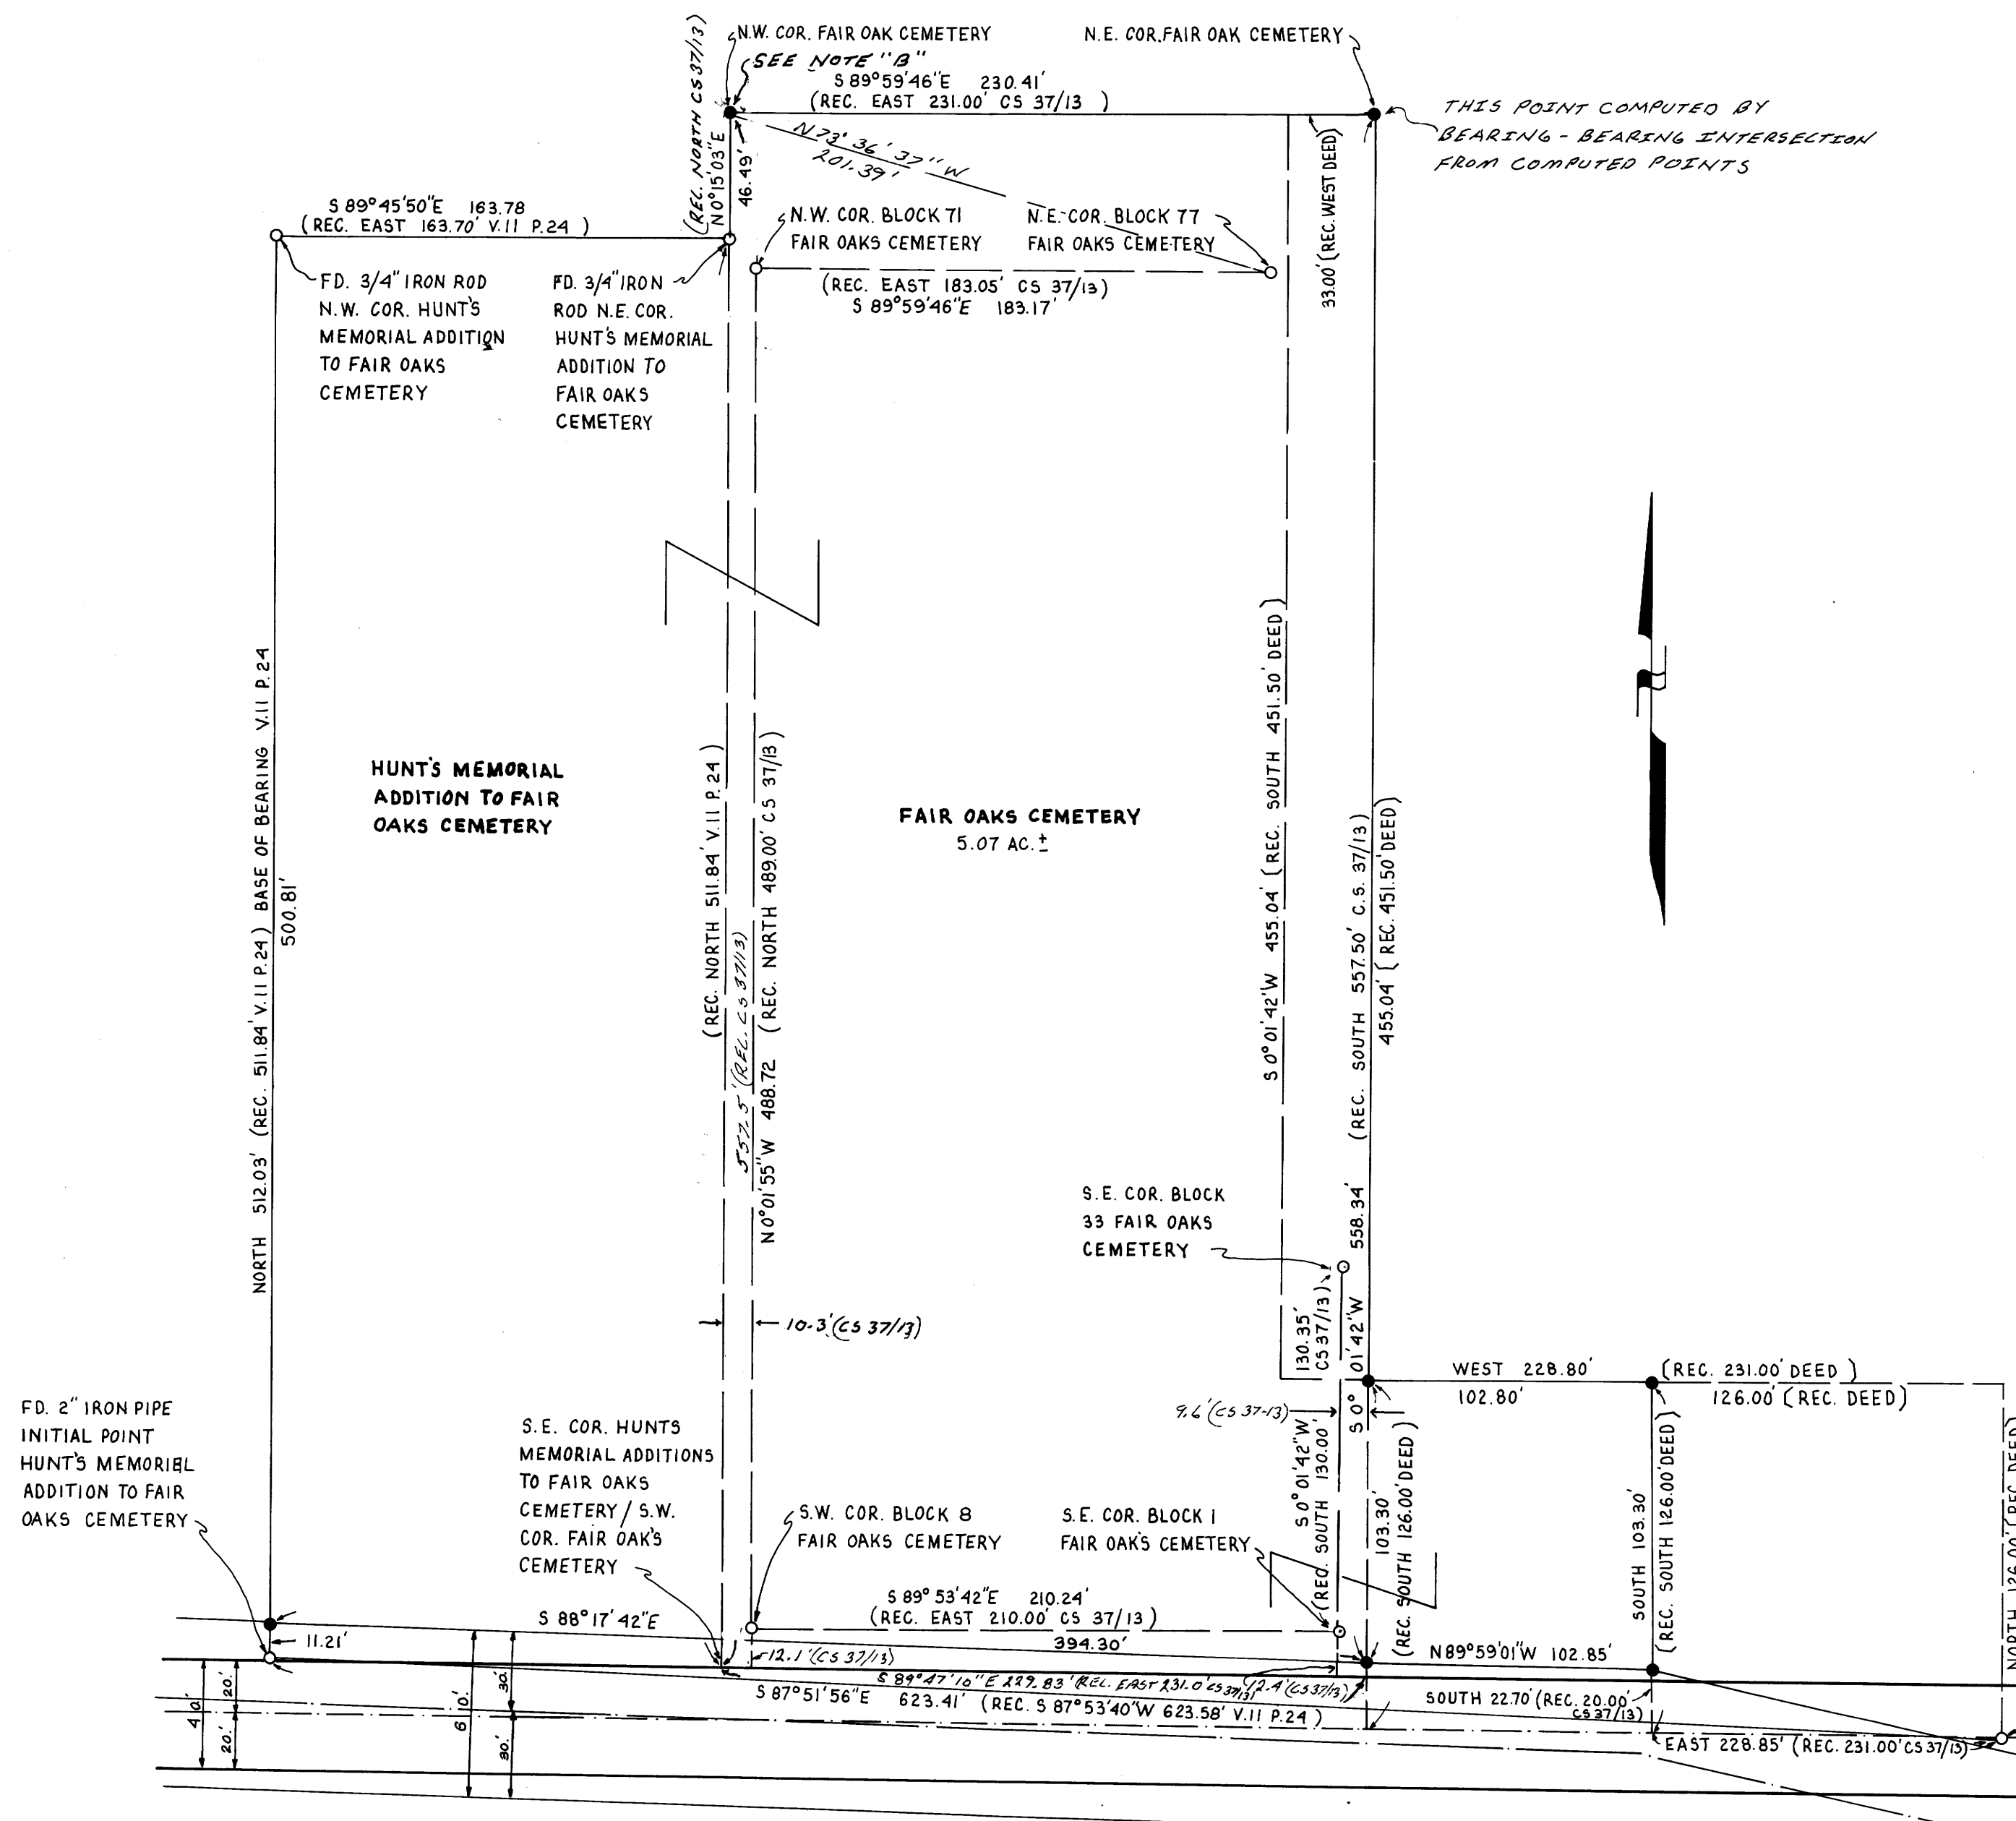 N.W. COR. FAIR OAK CEMETERY
N.E. COR. FAIR OAK CEMETERY
SEE NOTE "B"
S 89°59'46"E 230.41'
(REC. EAST 231.00' CS 37/13 )
THIS POINT COMPUTED BY
BEARING - BEARING INTERSECTION
FROM COMPUTED POINTS
(REC. NORTH CS 37/13)
N 0°15'03"E
46.49'
N 73° 36' 37" W
201.39'
33.00' (REC. WEST DEED)
S 89°45'50"E 163.78
(REC. EAST 163.70' V.11 P.24 )
N.W. COR. BLOCK 71
FAIR OAKS CEMETERY
N.E. COR. BLOCK 77
FAIR OAKS CEMETERY
(REC. EAST 183.05' CS 37/13)
S 89°59'46"E 183.17'
FD. 3/4" IRON ROD
N.W. COR. HUNT'S
MEMORIAL ADDITION
TO FAIR OAKS
CEMETERY
FD. 3/4" IRON
ROD N.E. COR.
HUNT'S MEMORIAL
ADDITION TO
FAIR OAKS
CEMETERY
NORTH 512.03' (REC. 511.84' V.11 P.24) BASE OF BEARING V.11 P.24
500.81'
HUNT'S MEMORIAL
ADDITION TO FAIR
OAKS CEMETERY
(REC. NORTH 511.84' V.11 P.24 )
557.5' (REC. CS 37/13)
N 0°01'55"W 488.72 (REC. NORTH 489.00' CS 37/13)
FAIR OAKS CEMETERY
5.07 AC.±
S 0°01'42"W 455.04' (REC. SOUTH 451.50' DEED)
S 0° 01'42"W 558.34' (REC. SOUTH 557.50' C.S. 37/13)
455.04' (REC. 451.50' DEED)
S.E. COR. BLOCK
33 FAIR OAKS
CEMETERY
130.35'
CS 37/13)
10.3' (CS 37/13)
9.6' (CS 37-13)
S 0° 01'42"W
(REC. SOUTH 130.00'
103.30'
(REC. SOUTH 126.00' DEED)
WEST 228.80' (REC. 231.00' DEED )
102.80'
126.00' (REC. DEED)
SOUTH 103.30'
(REC. SOUTH 126.00' DEED)
NORTH 126.00' (REC. DEED)
FD. 2" IRON PIPE
INITIAL POINT
HUNT'S MEMORIEL
ADDITION TO FAIR
OAKS CEMETERY
S.E. COR. HUNTS
MEMORIAL ADDITIONS
TO FAIR OAKS
CEMETERY / S.W.
COR. FAIR OAK'S
CEMETERY
S.W. COR. BLOCK 8
FAIR OAKS CEMETERY
S.E. COR. BLOCK 1
FAIR OAK'S CEMETERY
S 89° 53'42"E 210.24'
(REC. EAST 210.00' CS 37/13 )
S 88°17'42"E
394.30'
11.21'
12.1' (CS 37/13)
12.4' (CS 37/13)
S 89°47'10"E 229.83' (REC. EAST 231.0' CS 37/13)
S 87°51'56"E 623.41' (REC. S 87°53'40"W 623.58' V.11 P.24 )
N 89°59'01"W 102.85'
SOUTH 22.70' (REC. 20.00'
CS 37/13)
EAST 228.85' (REC. 231.00' CS 37/13)
40'
20'
20'
610'
30'
30'